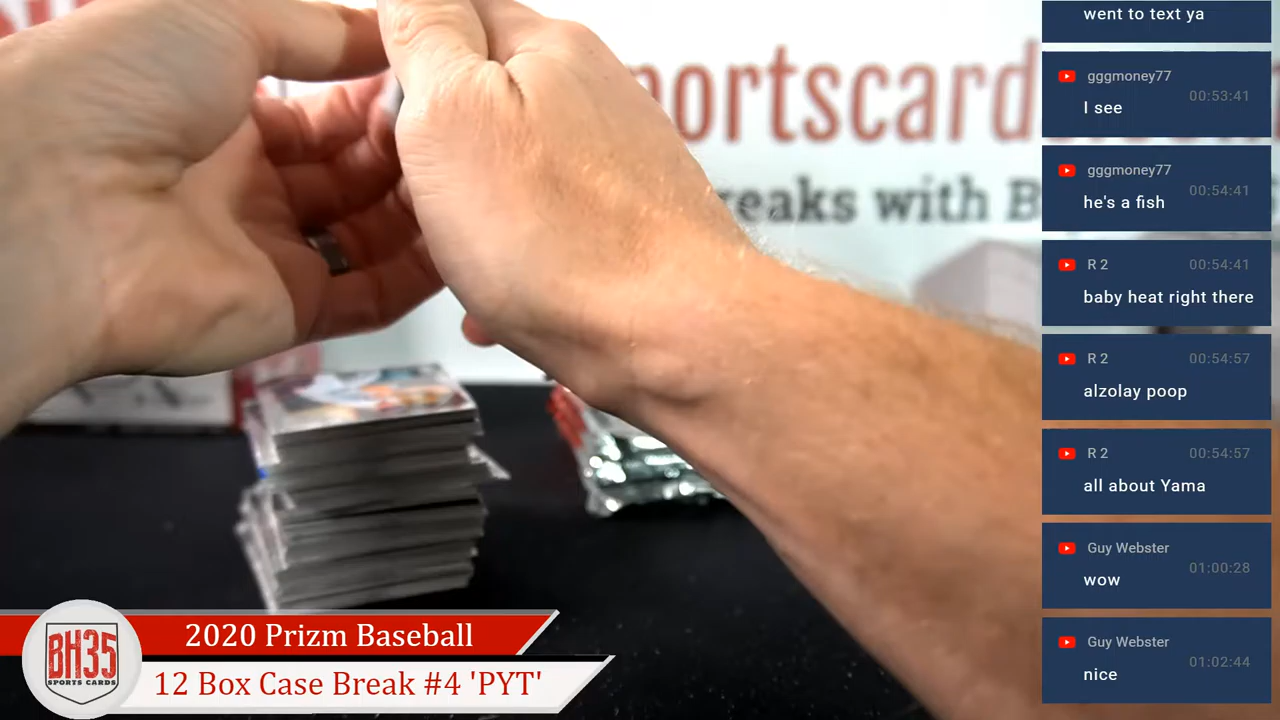 portscard
reaks with B
BH35
SPORTS CARDS
2020 Prizm Baseball
12 Box Case Break #4 'PYT'
went to text ya
gggmoney77
00:53:41
I see
gggmoney77
00:54:41
he's a fish
R 2
00:54:41
baby heat right there
R 2
00:54:57
alzolay poop
R 2
00:54:57
all about Yama
Guy Webster
01:00:28
wow
Guy Webster
01:02:44
nice